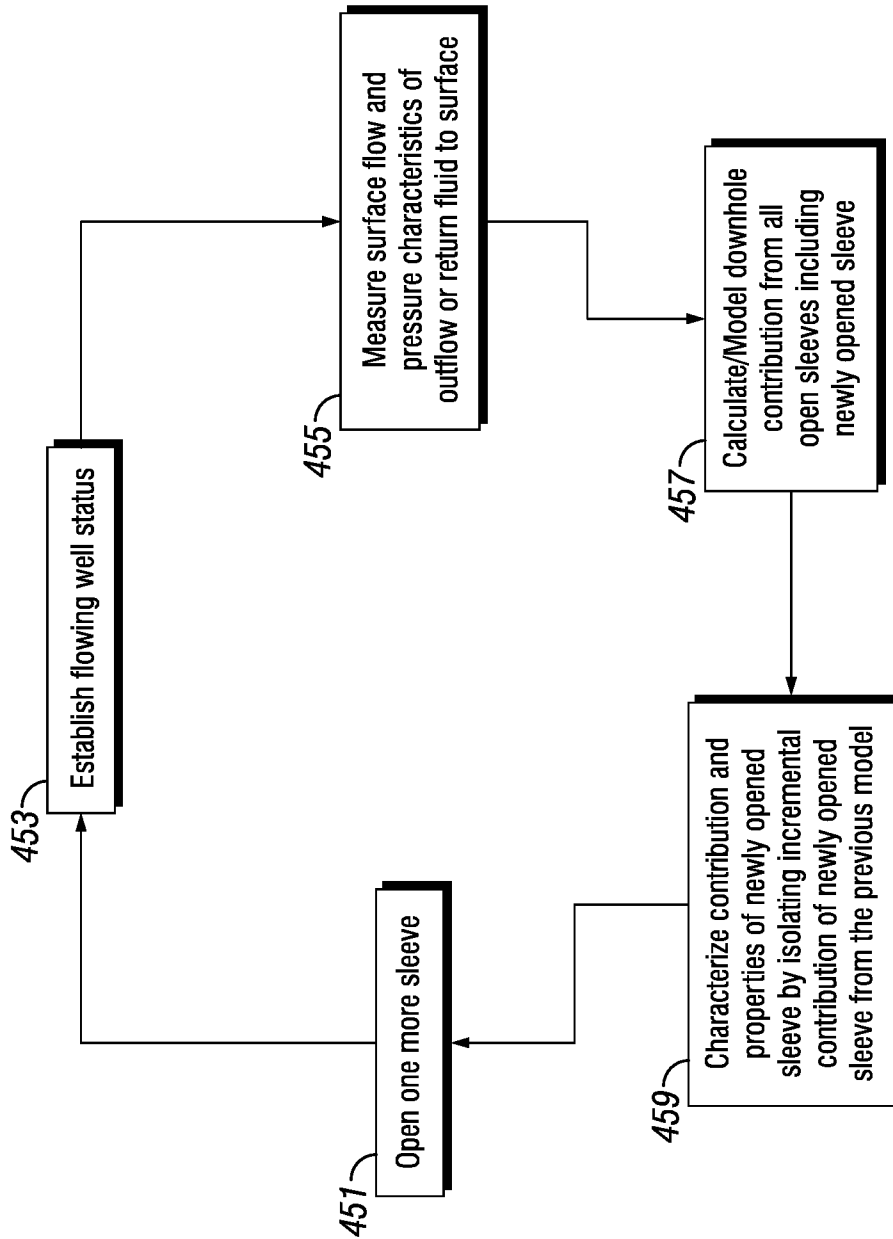 453
Establish flowing well status
455
Measure surface flow and
pressure characteristics of
outflow or return fluid to surface
457
Calculate/Model downhole
contribution from all
open sleeves including
newly opened sleeve
459
Characterize contribution and
properties of newly opened
sleeve by isolating incremental
contribution of newly opened
sleeve from the previous model
451
Open one more sleeve